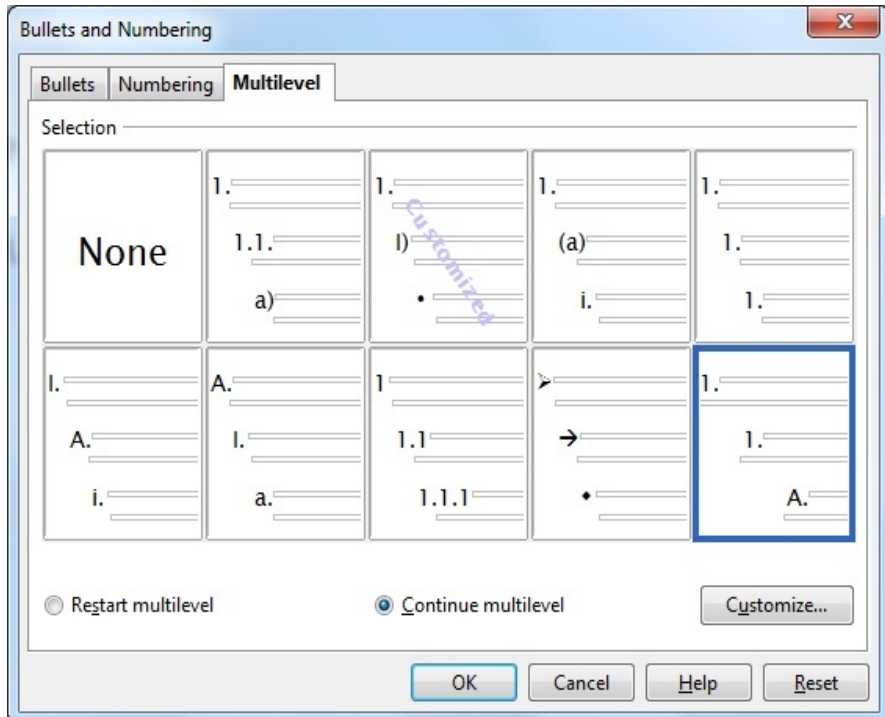 Bullets and Numbering
X
Bullets Numbering Multilevel
Selection
None
1.
1.1.
a)
1.
I)
•
Customized
1.
(a)
i.
1.
1.
1.
I.
A.
i.
A.
I.
a.
1
1.1
1.1.1
➢
→
◆
1.
1.
A.
Restart multilevel Continue multilevel Customize...
OK Cancel Help Reset